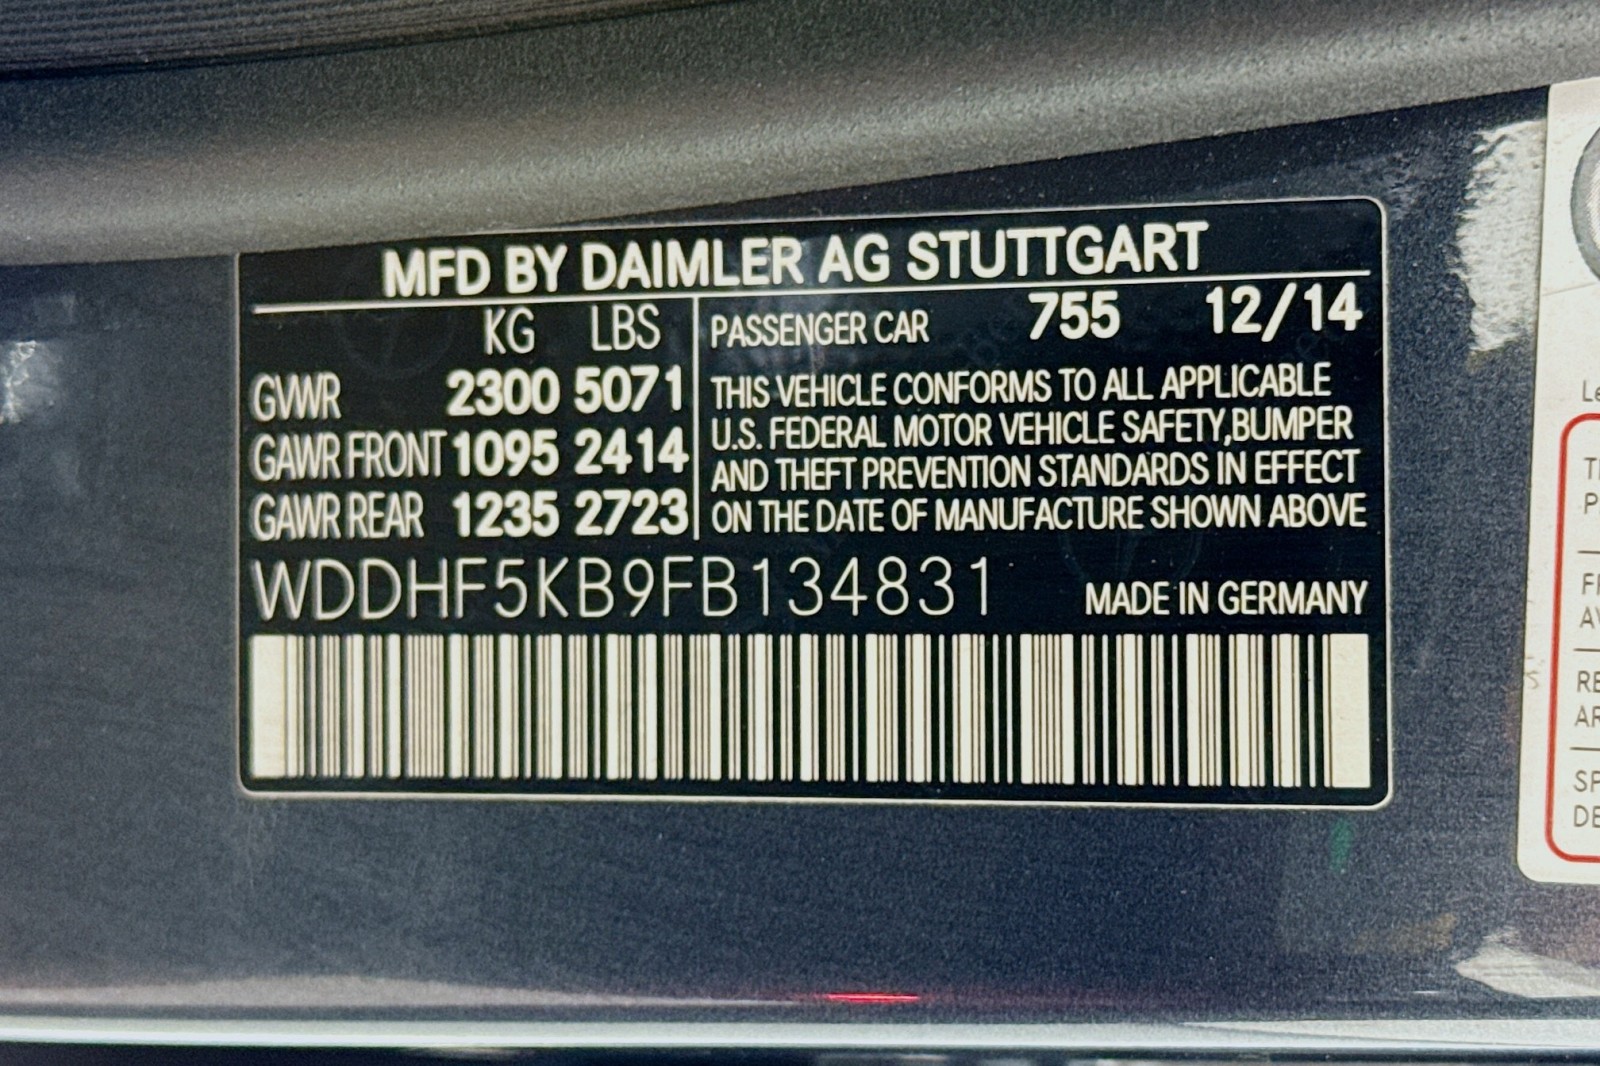 MFD BY DAIMLER AG STUTTGART
KG LBS
GVWR 2300 5071
GAWR FRONT 1095 2414
GAWR REAR 1235 2723
PASSENGER CAR 755 12/14
THIS VEHICLE CONFORMS TO ALL APPLICABLE
U.S. FEDERAL MOTOR VEHICLE SAFETY,BUMPER
AND THEFT PREVENTION STANDARDS IN EFFECT
ON THE DATE OF MANUFACTURE SHOWN ABOVE
WDDHF5KB9FB134831 MADE IN GERMANY